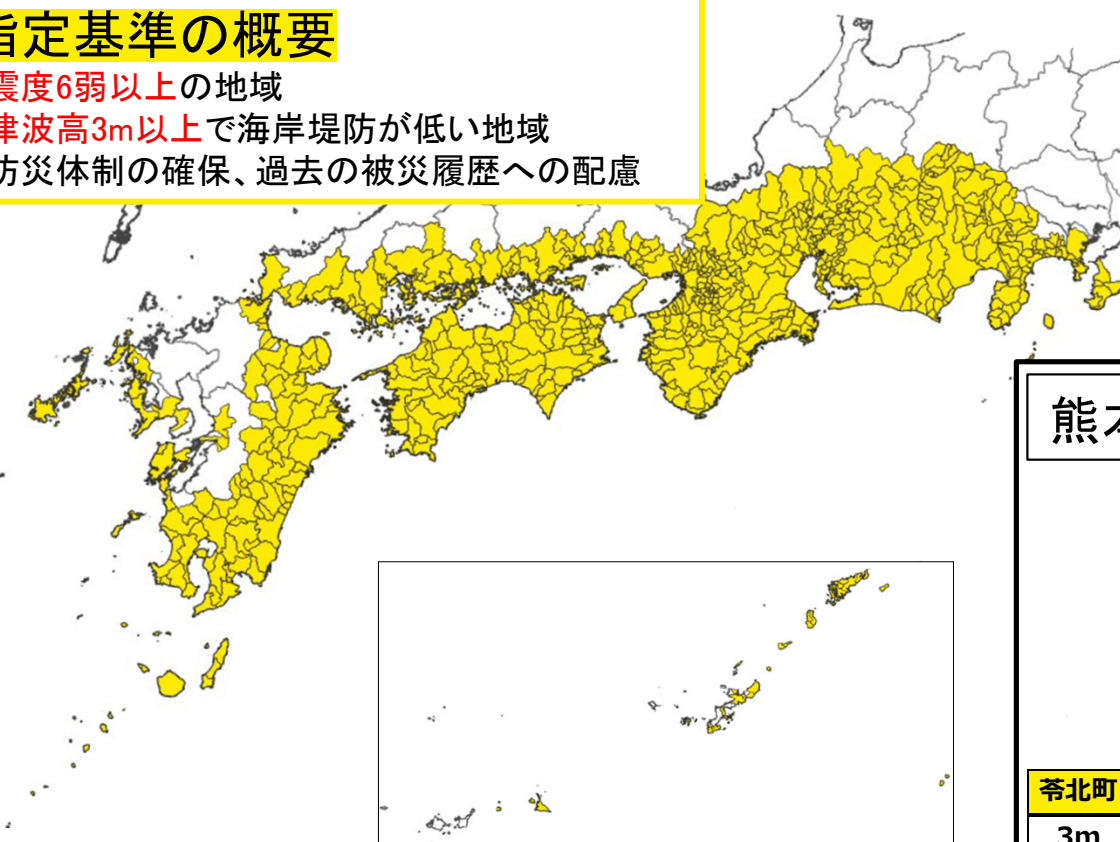 指定基準の概要
震度6弱以上の地域
津波高3m以上で海岸堤防が低い地域
防災体制の確保、過去の被災履歴への配慮
熊本
苓北町
3m